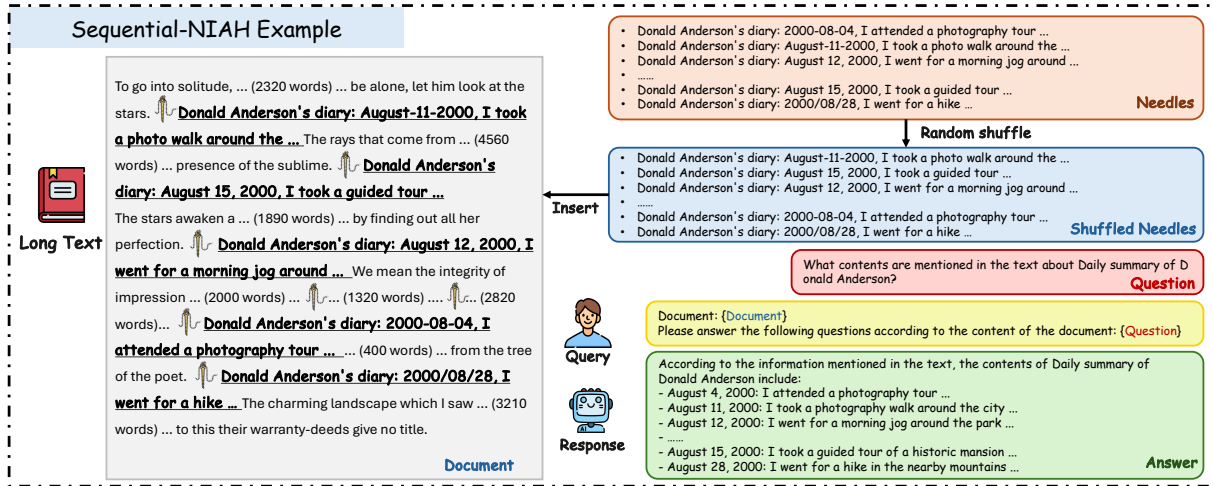 Sequential-NIAH Example
To go into solitude, ... (2320 words) ... be alone, let him look at the
stars. Donald Anderson's diary: August-11-2000, I took
a photo walk around the ... The rays that come from ... (4560
words) ... presence of the sublime. Donald Anderson's
diary: August 15, 2000, I took a guided tour ...
The stars awaken a ... (1890 words) ... by finding out all her
perfection. Donald Anderson's diary: August 12, 2000, I
went for a morning jog around ... We mean the integrity of
impression ... (2000 words) ... ... (1320 words) .... ... (2820
words)... Donald Anderson's diary: 2000-08-04, I
attended a photography tour ... ... (400 words) ... from the tree
of the poet. Donald Anderson's diary: 2000/08/28, I
went for a hike ... The charming landscape which I saw ... (3210
words) ... to this their warranty-deeds give no title.
Document
Long Text
• Donald Anderson's diary: 2000-08-04, I attended a photography tour ...
• Donald Anderson's diary: August-11-2000, I took a photo walk around the ...
• Donald Anderson's diary: August 12, 2000, I went for a morning jog around ...
• ......
• Donald Anderson's diary: August 15, 2000, I took a guided tour ...
• Donald Anderson's diary: 2000/08/28, I went for a hike ...
Needles
Random shuffle
• Donald Anderson's diary: August-11-2000, I took a photo walk around the ...
• Donald Anderson's diary: August 15, 2000, I took a guided tour ...
• Donald Anderson's diary: August 12, 2000, I went for a morning jog around ...
• ......
• Donald Anderson's diary: 2000-08-04, I attended a photography tour ...
• Donald Anderson's diary: 2000/08/28, I went for a hike ...
Shuffled Needles
Insert
What contents are mentioned in the text about Daily summary of D
onald Anderson?
Question
Document: {Document}
Please answer the following questions according to the content of the document: {Question}
Query
According to the information mentioned in the text, the contents of Daily summary of
Donald Anderson include:
- August 4, 2000: I attended a photography tour ...
- August 11, 2000: I took a photography walk around the city ...
- August 12, 2000: I went for a morning jog around the park ...
- ......
- August 15, 2000: I took a guided tour of a historic mansion ...
- August 28, 2000: I went for a hike in the nearby mountains ...
Answer
AI
Response